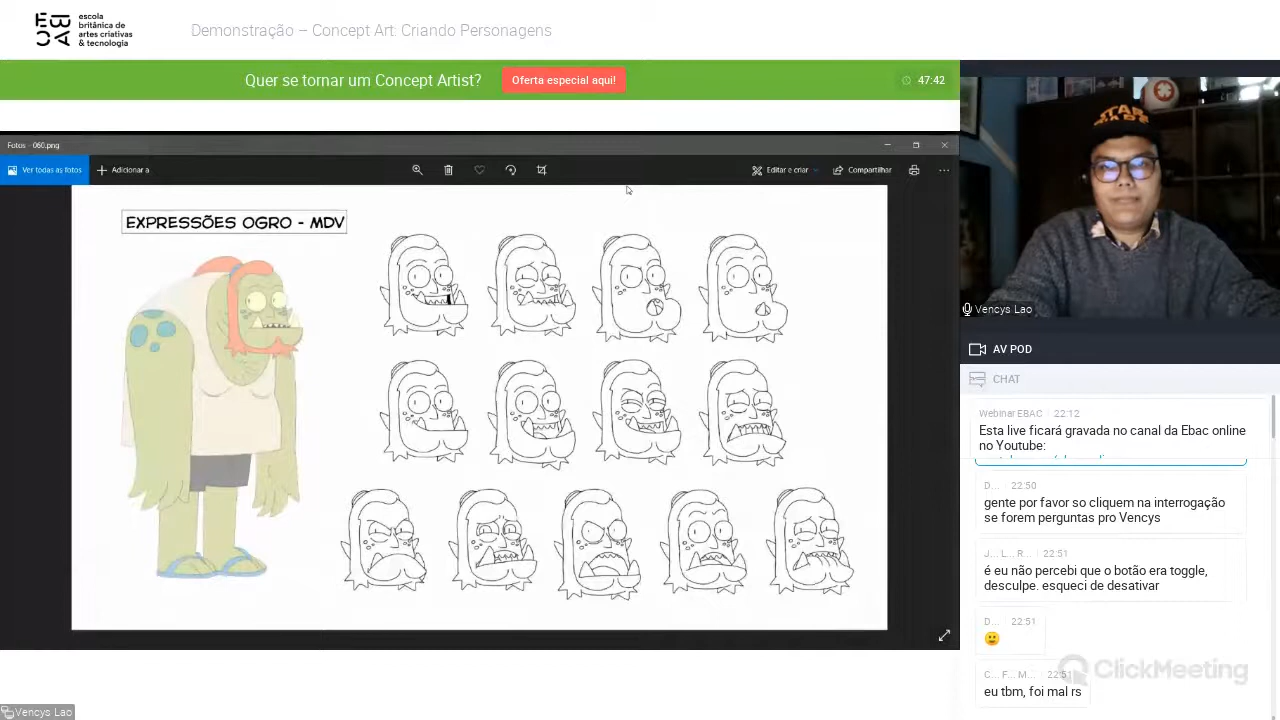 escola
britânica de
artes criativas
& tecnologia
Demonstração – Concept Art: Criando Personagens
Quer se tornar um Concept Artist?
Oferta especial aqui!
47:42
Fotos - 060.png
Ver todas as fotos
Adicionar a
Editar e criar
Compartilhar
EXPRESSÕES OGRO - MDV
Vencys Lao
AV POD
CHAT
Webinar EBAC 22:12
Esta live ficará gravada no canal da Ebac online
no Youtube:
D... 22:50
gente por favor so cliquem na interrogação
se forem perguntas pro Vencys
J... L... R... 22:51
é eu não percebi que o botão era toggle,
desculpe. esqueci de desativar
D... 22:51
C... F... M... 22:51
eu tbm, foi mal rs
ClickMeeting
Vencys Lao